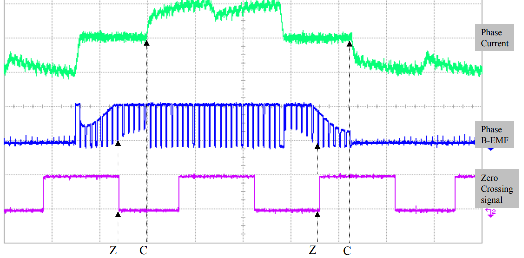 Phase
Current
Phase
B-EMF
Zero
Crossing
signal
Z C Z C